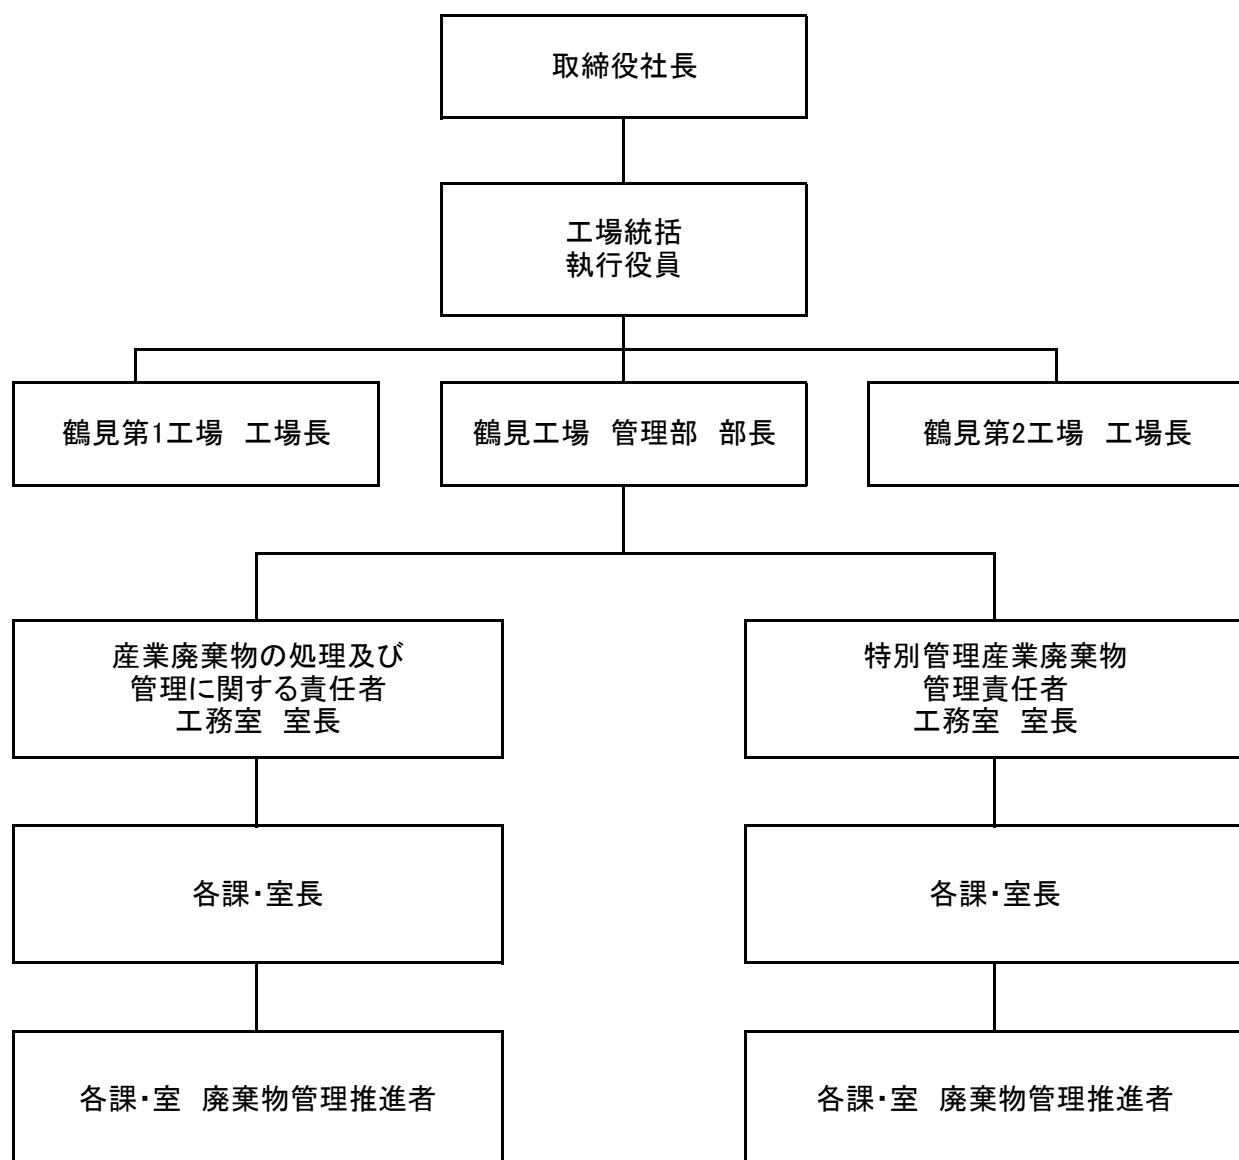 取締役社長
工場統括
執行役員
鶴見第1工場　工場長
鶴見工場　管理部　部長
鶴見第2工場　工場長
産業廃棄物の処理及び
管理に関する責任者
工務室　室長
特別管理産業廃棄物
管理責任者
工務室　室長
各課・室長
各課・室長
各課・室　廃棄物管理推進者
各課・室　廃棄物管理推進者